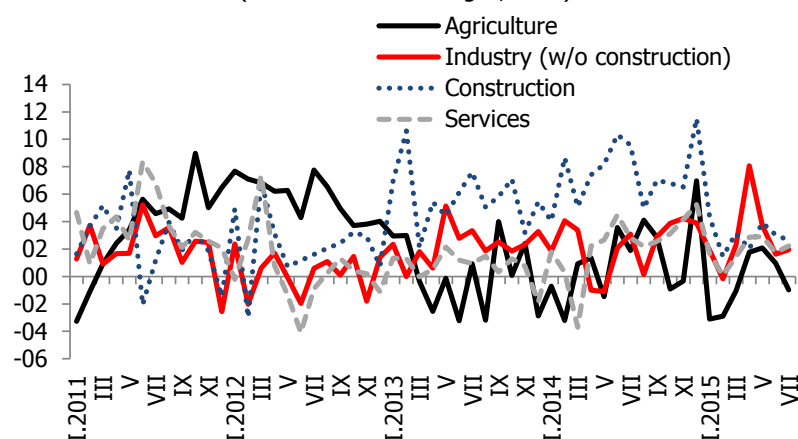 Agriculture
Industry (w/o construction)
Construction
Services
14
12
10
08
06
04
02
00
-02
-04
-06
I.2011
III
V
VII
IX
XI
I.2012
III
V
VII
IX
XI
I.2013
III
V
VII
IX
XI
I.2014
III
V
VII
IX
XI
I.2015
III
V
VII